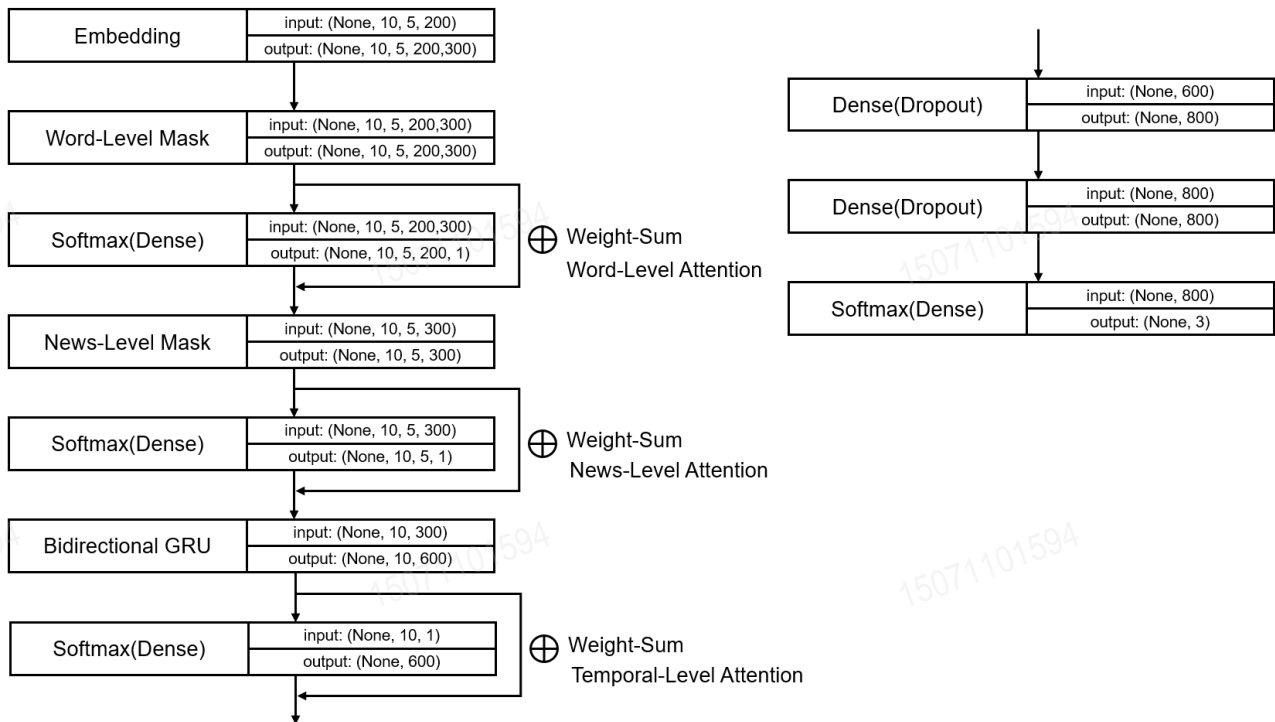 Embedding
input: (None, 10, 5, 200)
output: (None, 10, 5, 200,300)
Word-Level Mask
input: (None, 10, 5, 200,300)
output: (None, 10, 5, 200,300)
Softmax(Dense)
input: (None, 10, 5, 200,300)
output: (None, 10, 5, 200, 1)
Weight-Sum
Word-Level Attention
News-Level Mask
input: (None, 10, 5, 300)
output: (None, 10, 5, 300)
Softmax(Dense)
input: (None, 10, 5, 300)
output: (None, 10, 5, 1)
Weight-Sum
News-Level Attention
Bidirectional GRU
input: (None, 10, 300)
output: (None, 10, 600)
Softmax(Dense)
input: (None, 10, 1)
output: (None, 600)
Weight-Sum
Temporal-Level Attention
Dense(Dropout)
input: (None, 600)
output: (None, 800)
Dense(Dropout)
input: (None, 800)
output: (None, 800)
Softmax(Dense)
input: (None, 800)
output: (None, 3)
15071101594
15071101594
15071101594
15071101594